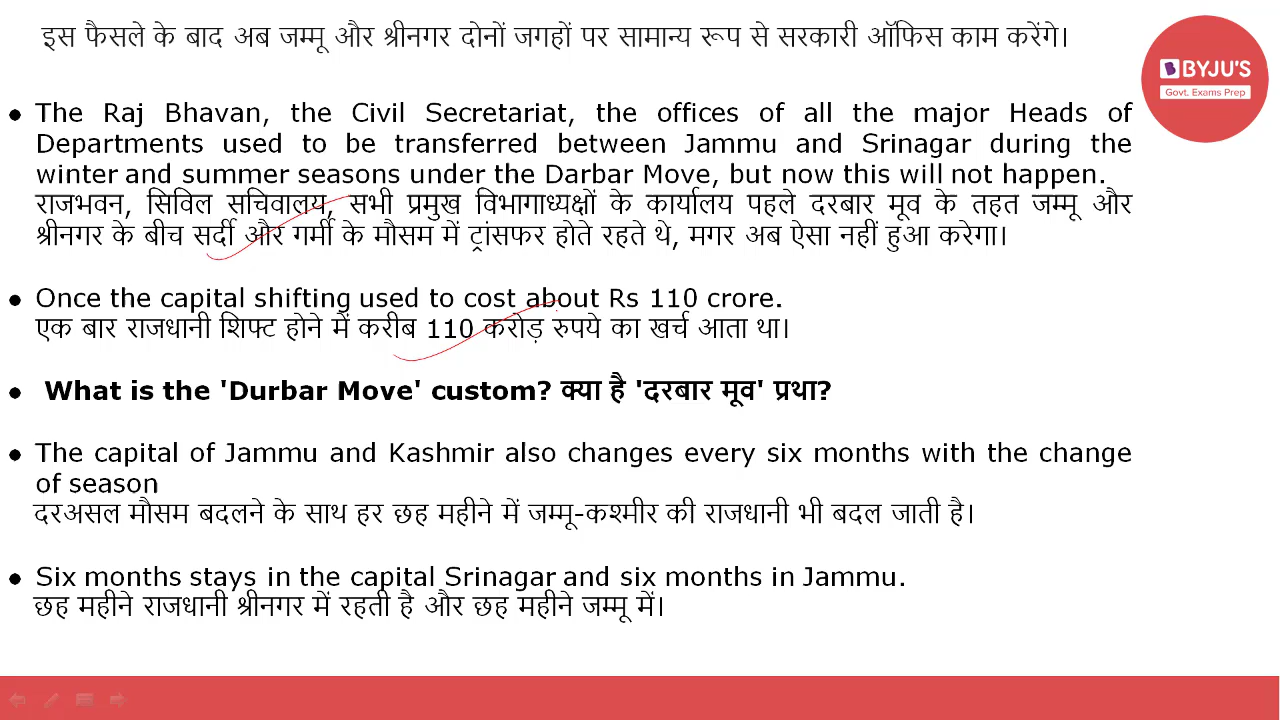 इस फैसले के बाद अब जम्मू और श्रीनगर दोनों जगहों पर सामान्य रूप से सरकारी ऑफिस काम करेंगे।
BYJU'S
Govt. Exams Prep
• The Raj Bhavan, the Civil Secretariat, the offices of all the major Heads of
Departments used to be transferred between Jammu and Srinagar during the
winter and summer seasons under the Darbar Move, but now this will not happen.
राजभवन, सिविल सचिवालय, सभी प्रमुख विभागाध्यक्षों के कार्यालय पहले दरबार मूव के तहत जम्मू और
श्रीनगर के बीच सर्दी और गर्मी के मौसम में ट्रांसफर होते रहते थे, मगर अब ऐसा नहीं हुआ करेगा।
• Once the capital shifting used to cost about Rs 110 crore.
एक बार राजधानी शिफ्ट होने में करीब 110 करोड़ रुपये का खर्च आता था।
• What is the 'Durbar Move' custom? क्या है 'दरबार मूव' प्रथा?
• The capital of Jammu and Kashmir also changes every six months with the change
of season
दरअसल मौसम बदलने के साथ हर छह महीने में जम्मू-कश्मीर की राजधानी भी बदल जाती है।
• Six months stays in the capital Srinagar and six months in Jammu.
छह महीने राजधानी श्रीनगर में रहती है और छह महीने जम्मू में।